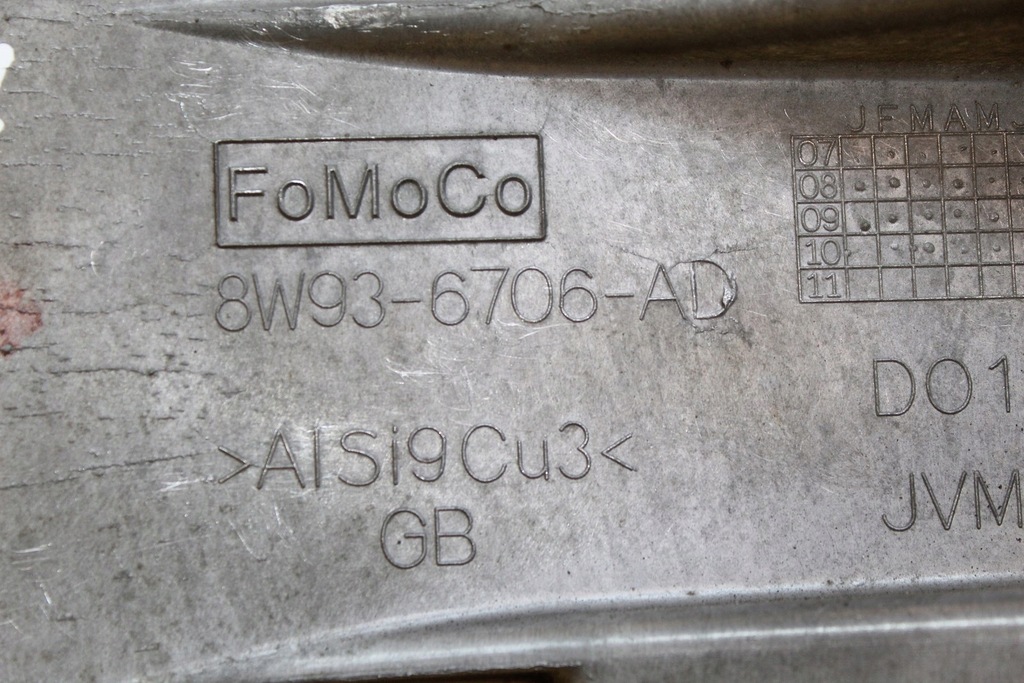 FoMoCo
8W93-6706-AD
>AlSi9Cu3<
GB
J F M A M J
07
08
09
10
11
DO1
JVM